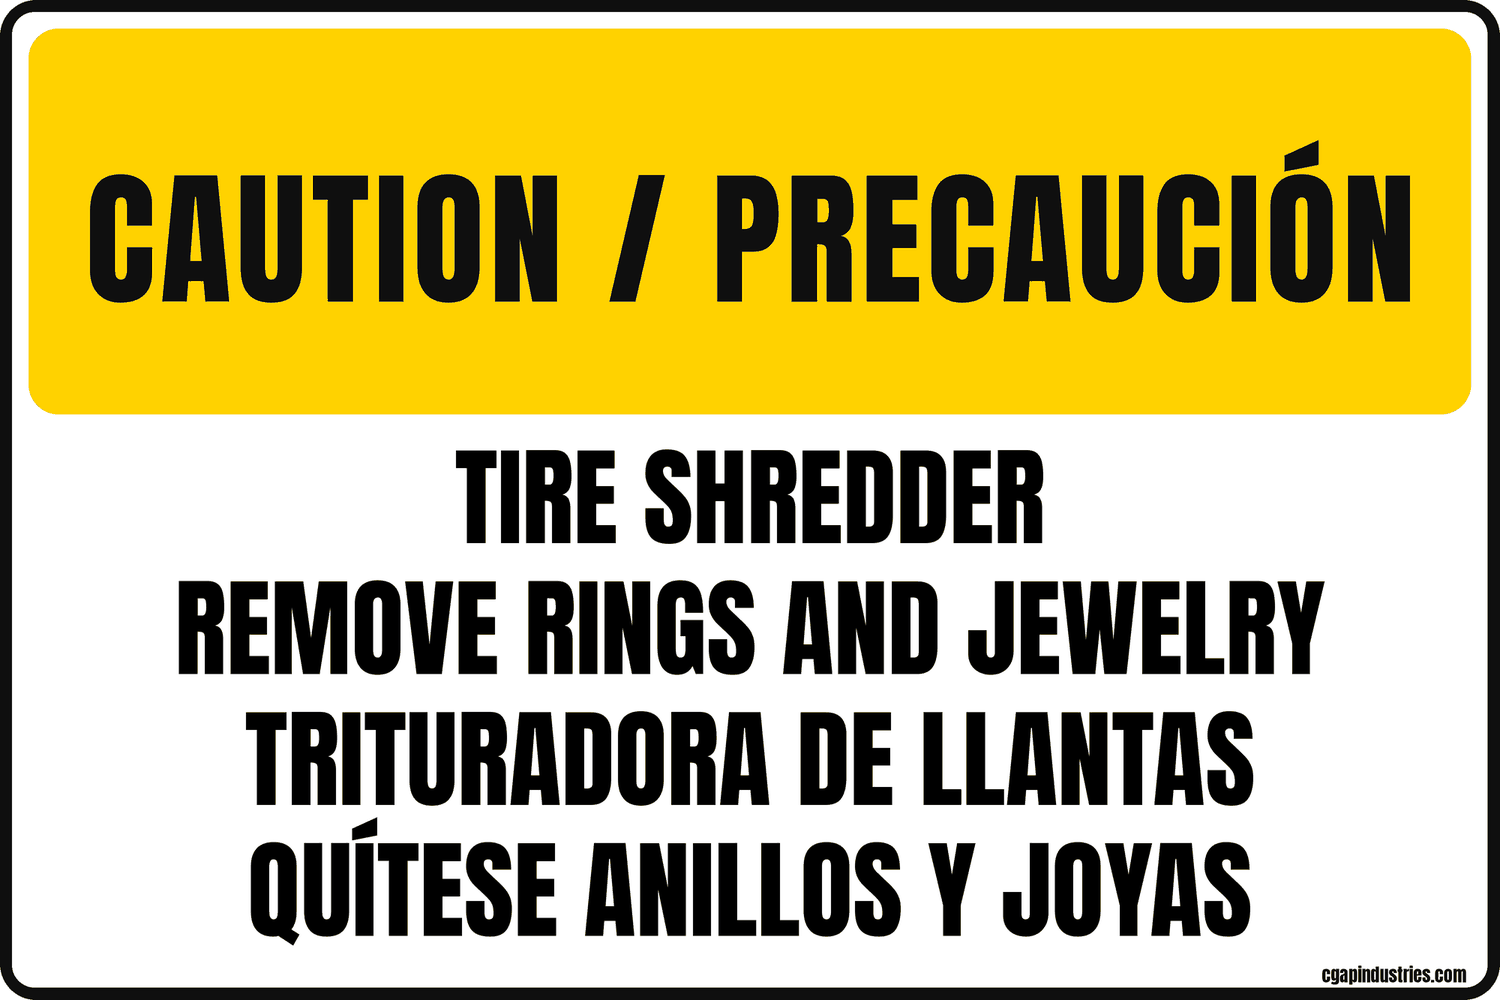 CAUTION / PRECAUCIÓN
TIRE SHREDDER
REMOVE RINGS AND JEWELRY
TRITURADORA DE LLANTAS
QUÍTESE ANILLOS Y JOYAS
cgapindustries.com